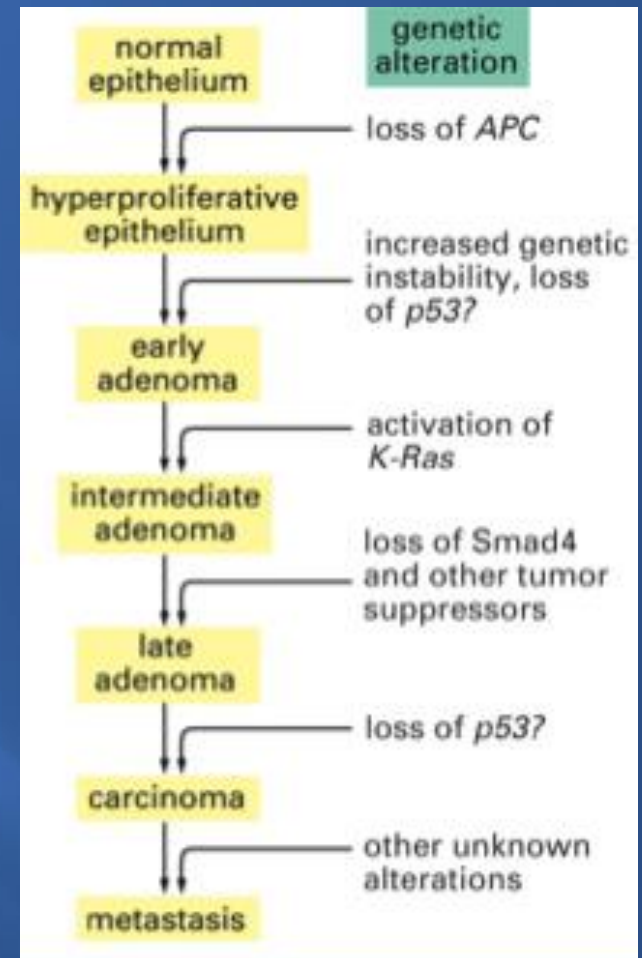 normal
epithelium
genetic
alteration
loss of APC
hyperproliferative
epithelium
increased genetic
instability, loss
of p53?
early
adenoma
activation of
K-Ras
intermediate
adenoma
loss of Smad4
and other tumor
suppressors
late
adenoma
loss of p53?
carcinoma
other unknown
alterations
metastasis